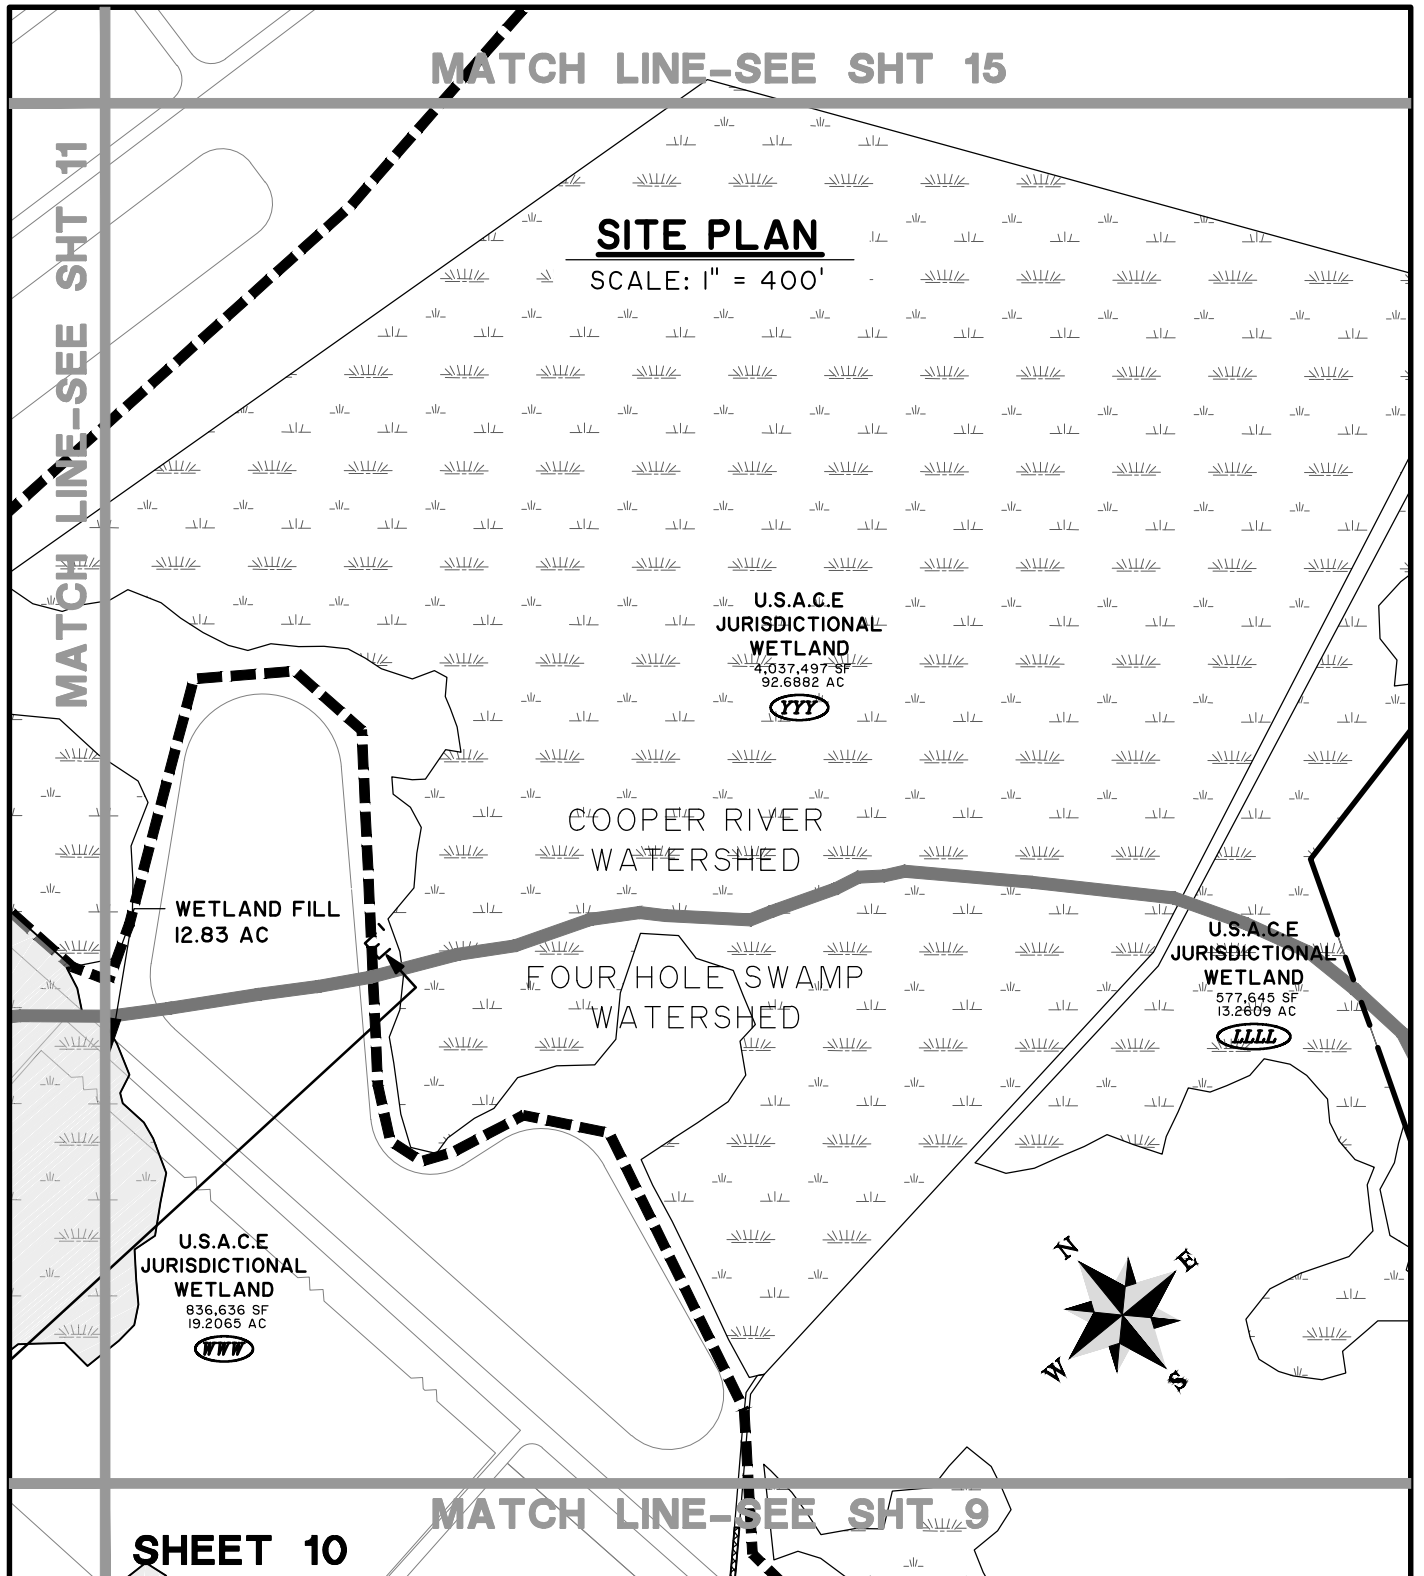 MATCH LINE-SEE SHT 15
MATCH LINE-SEE SHT 11
SITE PLAN
SCALE: 1" = 400'
U.S.A.C.E
JURISDICTIONAL
WETLAND
4,037,497 SF
92.6882 AC
YYY
COOPER RIVER
WATERSHED
WETLAND FILL
12.83 AC
FOUR HOLE SWAMP
WATERSHED
U.S.A.C.E
JURISDICTIONAL
WETLAND
577,645 SF
13.2609 AC
LLLL
U.S.A.C.E
JURISDICTIONAL
WETLAND
836,636 SF
19.2065 AC
WWW
N
E
W
S
MATCH LINE-SEE SHT 9
SHEET 10